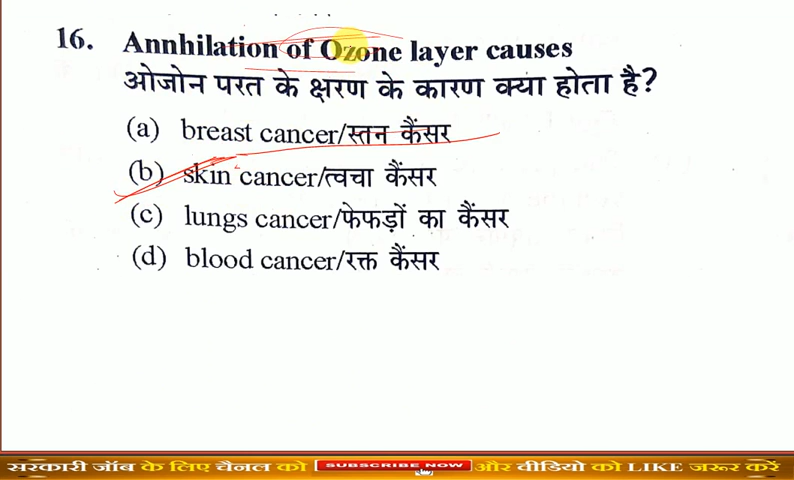 16. Annhilation of Ozone layer causes
ओजोन परत के क्षरण के कारण क्या होता है?
(a) breast cancer/स्तन कैंसर
(b) skin cancer/त्वचा कैंसर
(c) lungs cancer/फेफड़ों का कैंसर
(d) blood cancer/रक्त कैंसर
सरकारी जॉब के लिए चैनल को SUBSCRIBE NOW और वीडियो को LIKE जरूर करें